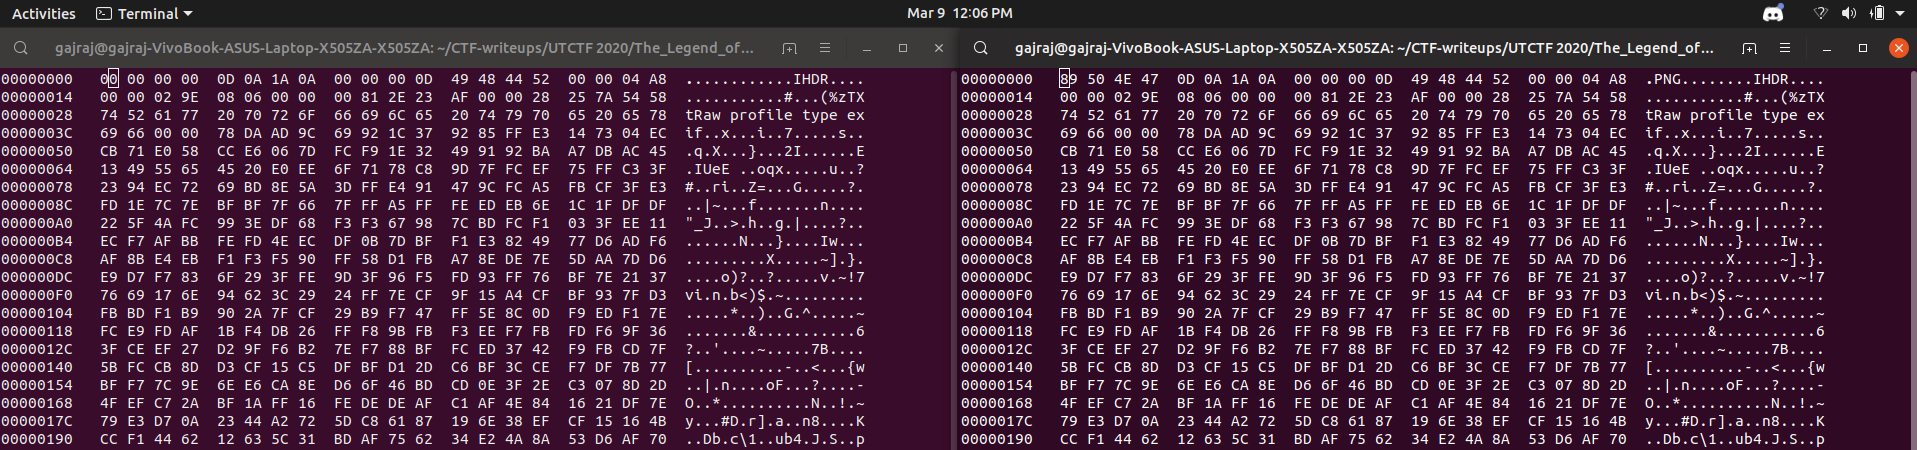 Activities Terminal Mar 9 12:06 PM
gajraj@gajraj-VivoBook-ASUS-Laptop-X505ZA-X505ZA: ~/CTF-writeups/UTCTF 2020/The_Legend_of...
00000000 00 00 00 00 0D 0A 1A 0A 00 00 00 0D 49 48 44 52 00 00 04 A8 ............IHDR....
00000014 00 00 02 9E 08 06 00 00 00 81 2E 23 AF 00 00 28 25 7A 54 58 ...........#...(%zTX
00000028 74 52 61 77 20 70 72 6F 66 69 6C 65 20 74 79 70 65 20 65 78 tRaw profile type ex
0000003C 69 66 00 00 78 DA AD 9C 69 92 1C 37 92 85 FF E3 14 73 04 EC if..x...i..7.....s..
00000050 CB 71 E0 58 CC E6 06 7D FC F9 1E 32 49 91 92 BA A7 DB AC 45 .q.X...}...2I......E
00000064 13 49 55 65 45 20 E0 EE 6F 71 78 C8 9D 7F FC EF 75 FF C3 3F .IUeE ..oqx.....u..?
00000078 23 94 EC 72 69 BD 8E 5A 3D FF E4 91 47 9C FC A5 FB CF 3F E3 #..ri..Z=...G.....?.
0000008C FD 1E 7C 7E BF BF 7F 66 7F FF A5 FF FE ED EB 6E 1C 1F DF DF ..|~...f.......n....
000000A0 22 5F 4A FC 99 3E DF 68 F3 F3 67 98 7C BD FC F1 03 3F EE 11 "_J..>.h..g.|....?..
000000B4 EC F7 AF BB FE FD 4E EC DF 0B 7D BF F1 E3 82 49 77 D6 AD F6 ......N...}....Iw...
000000C8 AF 8B E4 EB F1 F3 F5 90 FF 58 D1 FB A7 8E DE 7E 5D AA 7D D6 .........X.....~].}.
000000DC E9 D7 F7 83 6F 29 3F FE 9D 3F 96 F5 FD 93 FF 76 BF 7E 21 37 ....o)?..?.....v.~!7
000000F0 76 69 17 6E 94 62 3C 29 24 FF 7E CF 9F 15 A4 CF BF 93 7F D3 vi.n.b<)$.~.........
00000104 FB BD F1 B9 90 2A 7F CF 29 B9 F7 47 FF 5E 8C 0D F9 ED F1 7E .....*..)..G.^.....~
00000118 FC E9 FD AF 1B F4 DB 26 FF F8 9B FB F3 EE F7 FB FD F6 9F 36 .......&...........6
0000012C 3F CE EF 27 D2 9F F6 B2 7E F7 88 BF FC ED 37 42 F9 FB CD 7F ?..'....~.....7B....
00000140 5B FC CB 8D D3 CF 15 C5 DF BF D1 2D C6 BF 3C CE F7 DF 7B 77 [..........-..<...{w
00000154 BF F7 7C 9E 6E E6 CA 8E D6 6F 46 BD CD 0E 3F 2E C3 07 8D 2D ..|.n....oF...?....-
00000168 4F EF C7 2A BF 1A FF 16 FE DE DE AF C1 AF 4E 84 16 21 DF 7E O..*..........N..!.~
0000017C 79 E3 D7 0A 23 44 A2 72 5D C8 61 87 19 6E 38 EF CF 15 16 4B y...#D.r].a..n8....K
00000190 CC F1 44 62 12 63 5C 31 BD AF 75 62 34 E2 4A 8A 53 D6 AF 70 ..Db.c\1..ub4.J.S..p
gajraj@gajraj-VivoBook-ASUS-Laptop-X505ZA-X505ZA: ~/CTF-writeups/UTCTF 2020/The_Legend_of...
00000000 89 50 4E 47 0D 0A 1A 0A 00 00 00 0D 49 48 44 52 00 00 04 A8 .PNG........IHDR....
00000014 00 00 02 9E 08 06 00 00 00 81 2E 23 AF 00 00 28 25 7A 54 58 ...........#...(%zTX
00000028 74 52 61 77 20 70 72 6F 66 69 6C 65 20 74 79 70 65 20 65 78 tRaw profile type ex
0000003C 69 66 00 00 78 DA AD 9C 69 92 1C 37 92 85 FF E3 14 73 04 EC if..x...i..7.....s..
00000050 CB 71 E0 58 CC E6 06 7D FC F9 1E 32 49 91 92 BA A7 DB AC 45 .q.X...}...2I......E
00000064 13 49 55 65 45 20 E0 EE 6F 71 78 C8 9D 7F FC EF 75 FF C3 3F .IUeE ..oqx.....u..?
00000078 23 94 EC 72 69 BD 8E 5A 3D FF E4 91 47 9C FC A5 FB CF 3F E3 #..ri..Z=...G.....?.
0000008C FD 1E 7C 7E BF BF 7F 66 7F FF A5 FF FE ED EB 6E 1C 1F DF DF ..|~...f.......n....
000000A0 22 5F 4A FC 99 3E DF 68 F3 F3 67 98 7C BD FC F1 03 3F EE 11 "_J..>.h..g.|....?..
000000B4 EC F7 AF BB FE FD 4E EC DF 0B 7D BF F1 E3 82 49 77 D6 AD F6 ......N...}....Iw...
000000C8 AF 8B E4 EB F1 F3 F5 90 FF 58 D1 FB A7 8E DE 7E 5D AA 7D D6 .........X.....~].}.
000000DC E9 D7 F7 83 6F 29 3F FE 9D 3F 96 F5 FD 93 FF 76 BF 7E 21 37 ....o)?..?.....v.~!7
000000F0 76 69 17 6E 94 62 3C 29 24 FF 7E CF 9F 15 A4 CF BF 93 7F D3 vi.n.b<)$.~.........
00000104 FB BD F1 B9 90 2A 7F CF 29 B9 F7 47 FF 5E 8C 0D F9 ED F1 7E .....*..)..G.^.....~
00000118 FC E9 FD AF 1B F4 DB 26 FF F8 9B FB F3 EE F7 FB FD F6 9F 36 .......&...........6
0000012C 3F CE EF 27 D2 9F F6 B2 7E F7 88 BF FC ED 37 42 F9 FB CD 7F ?..'....~.....7B....
00000140 5B FC CB 8D D3 CF 15 C5 DF BF D1 2D C6 BF 3C CE F7 DF 7B 77 [..........-..<...{w
00000154 BF F7 7C 9E 6E E6 CA 8E D6 6F 46 BD CD 0E 3F 2E C3 07 8D 2D ..|.n....oF...?....-
00000168 4F EF C7 2A BF 1A FF 16 FE DE DE AF C1 AF 4E 84 16 21 DF 7E O..*..........N..!.~
0000017C 79 E3 D7 0A 23 44 A2 72 5D C8 61 87 19 6E 38 EF CF 15 16 4B y...#D.r].a..n8....K
00000190 CC F1 44 62 12 63 5C 31 BD AF 75 62 34 E2 4A 8A 53 D6 AF 70 ..Db.c\1..ub4.J.S..p